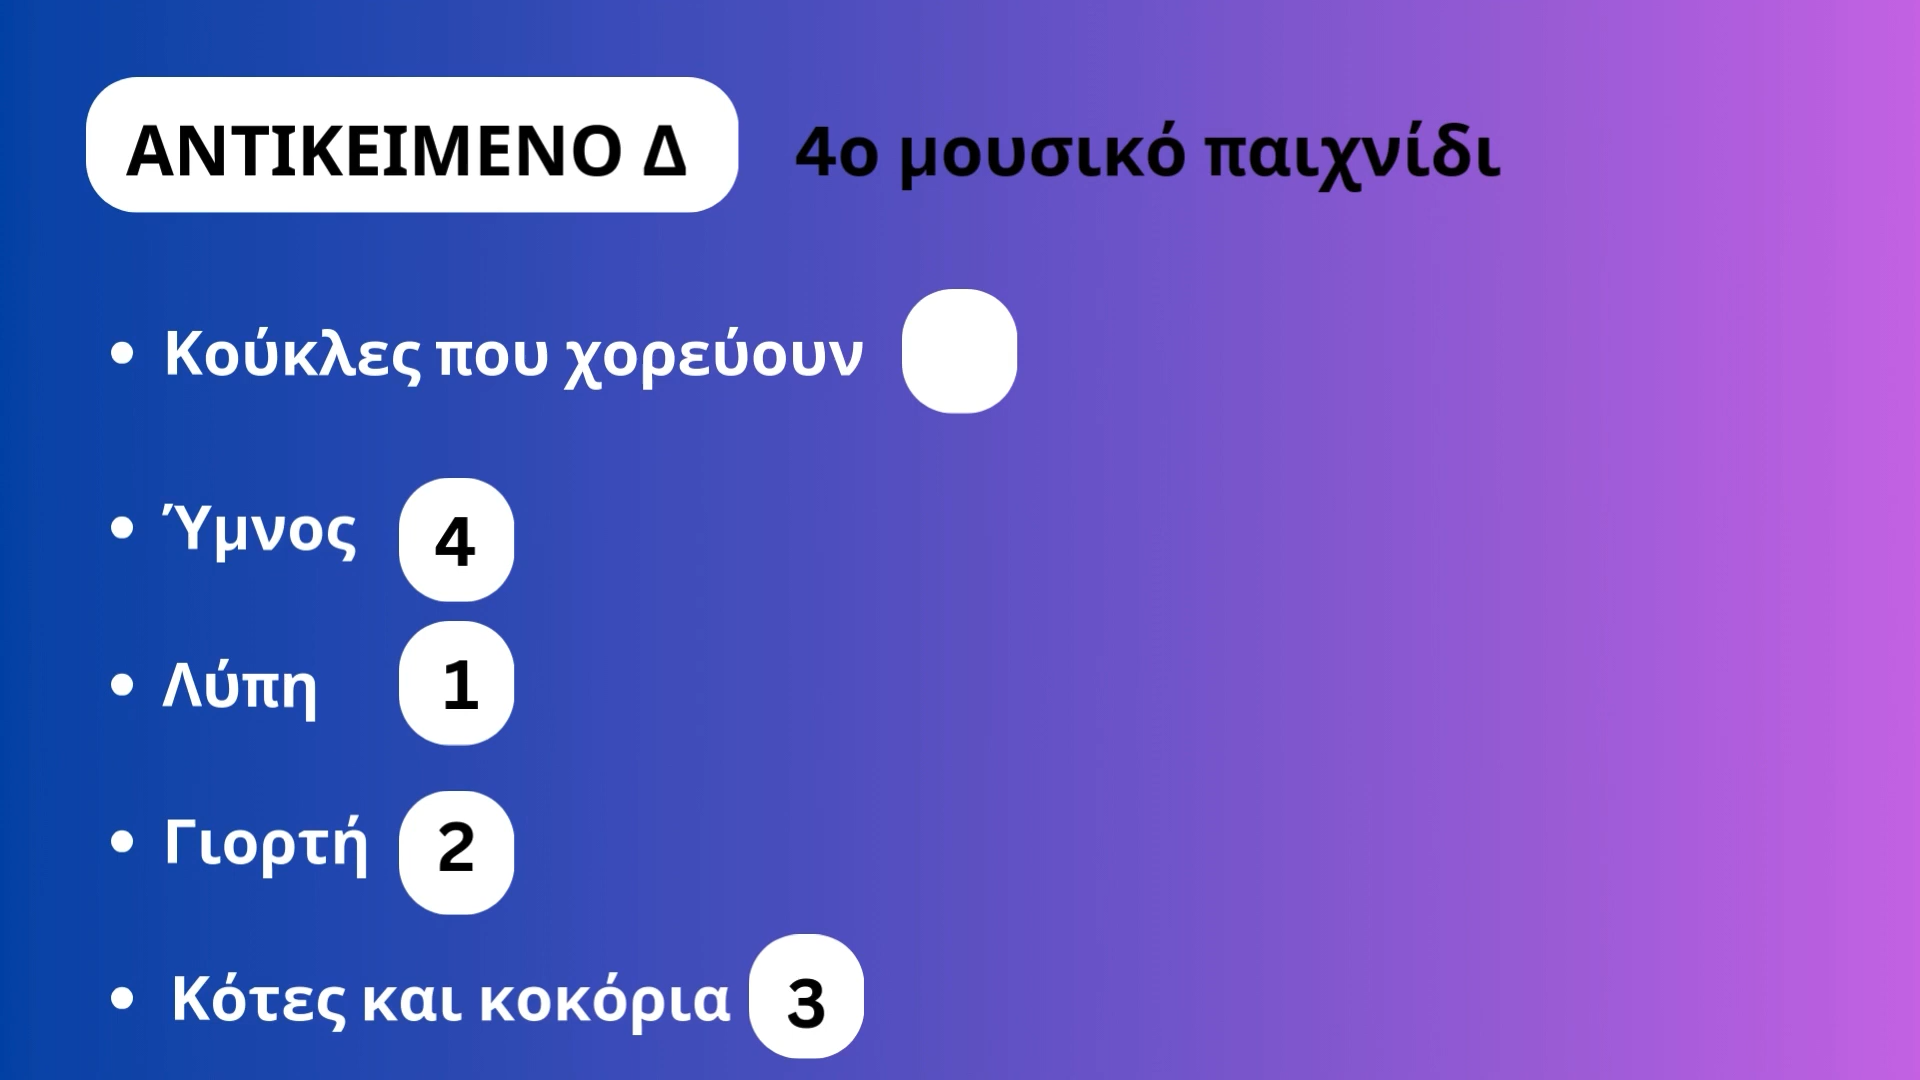 ΑΝΤΙΚΕΙΜΕΝΟ Δ 4ο μουσικό παιχνίδι
• Κούκλες που χορεύουν
• Ύμνος 4
• Λύπη 1
• Γιορτή 2
• Κότες και κοκόρια 3